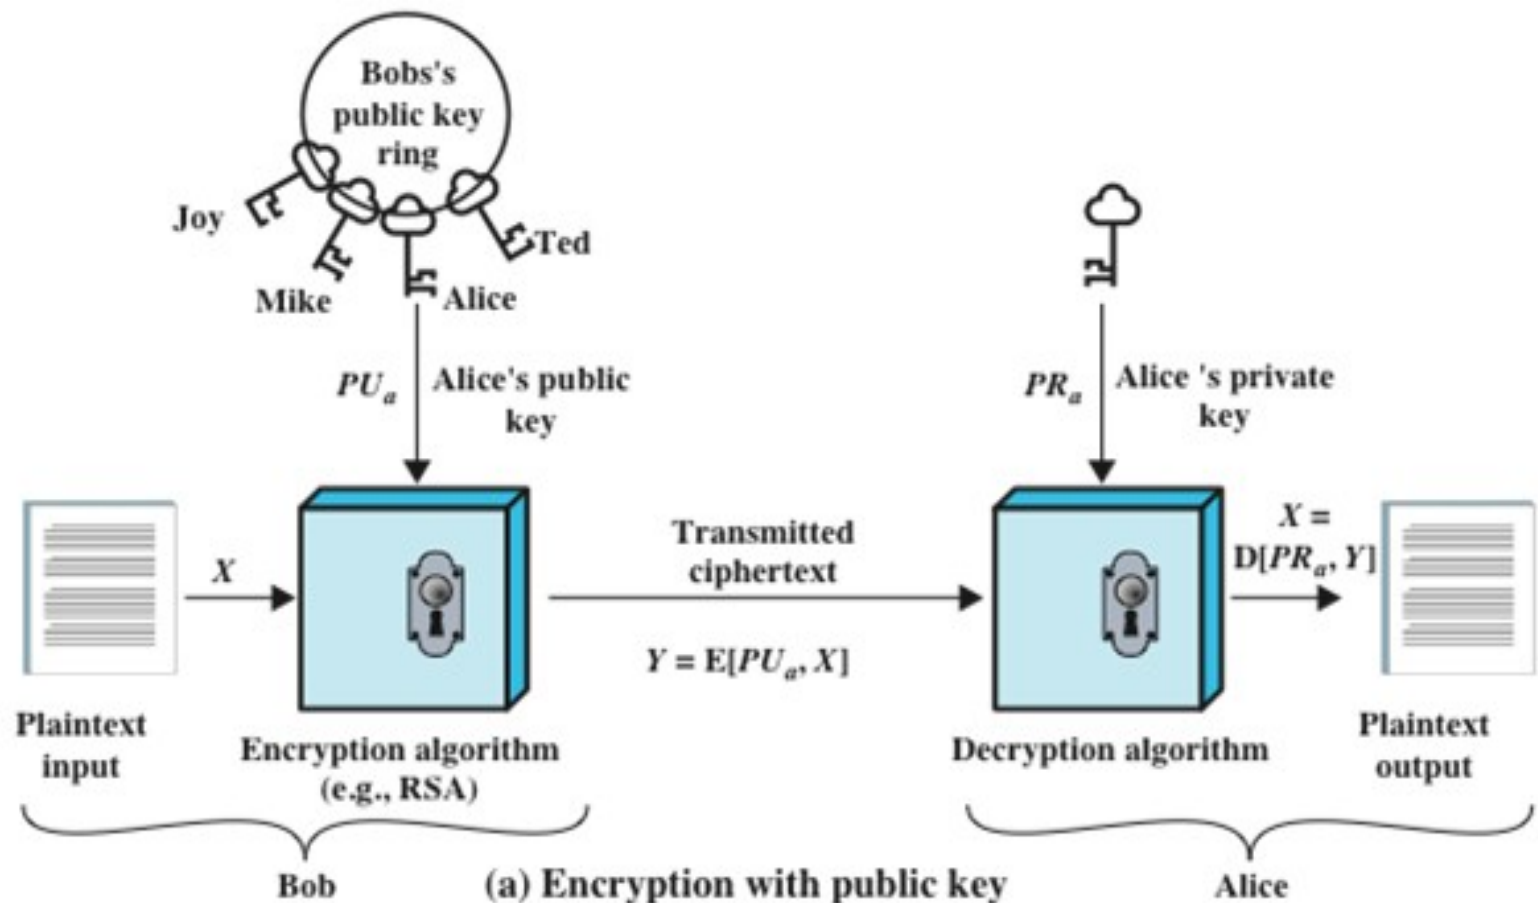 Bobs's
public key
ring
Joy
Ted
Mike
Alice
PUa
Alice's public
key
PRa
Alice 's private
key
X
Transmitted
ciphertext
X =
D[PRa, Y]
Y = E[PUa, X]
Plaintext
input
Encryption algorithm
(e.g., RSA)
Decryption algorithm
Plaintext
output
Bob
(a) Encryption with public key
Alice